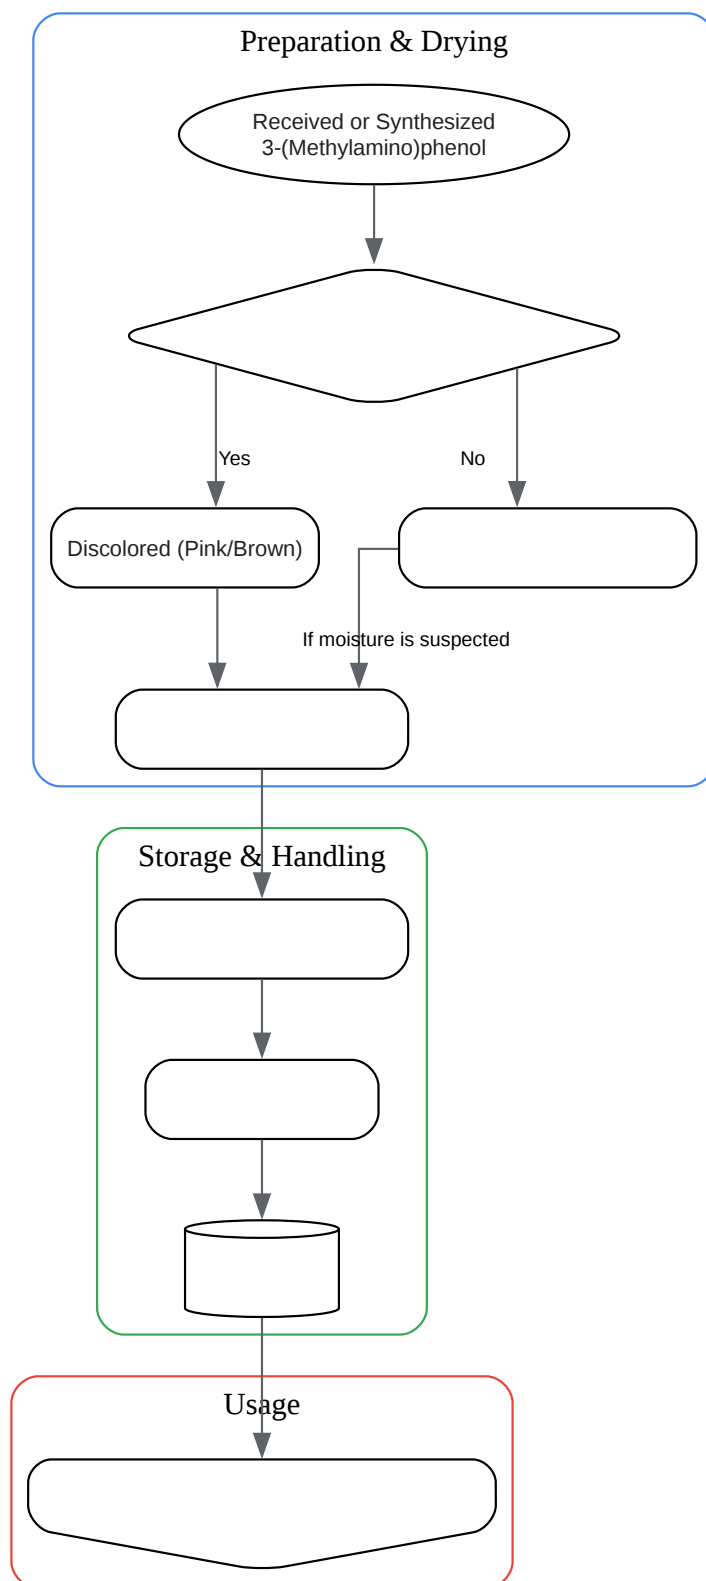 Preparation & Drying
Received or Synthesized
3-(Methylamino)phenol
Yes
No
Discolored (Pink/Brown)
If moisture is suspected
Storage & Handling
Usage